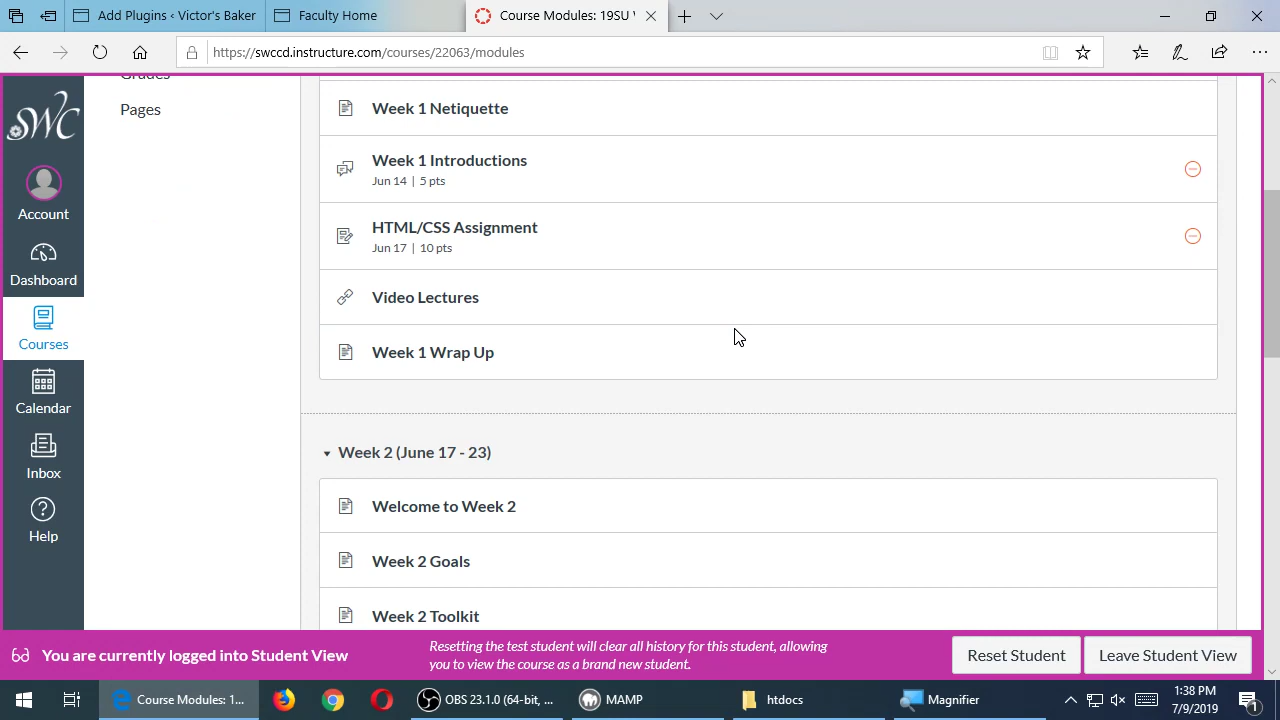 Add Plugins ‹ Victor's Baker
Faculty Home
Course Modules: 19SU
https://swccd.instructure.com/courses/22063/modules
SWC
Account
Dashboard
Courses
Calendar
Inbox
Help
Grades
Pages
Week 1 Netiquette
Week 1 Introductions
Jun 14 | 5 pts
HTML/CSS Assignment
Jun 17 | 10 pts
Video Lectures
Week 1 Wrap Up
Week 2 (June 17 - 23)
Welcome to Week 2
Week 2 Goals
Week 2 Toolkit
You are currently logged into Student View
Resetting the test student will clear all history for this student, allowing
you to view the course as a brand new student.
Reset Student
Leave Student View
Course Modules: 1...
OBS 23.1.0 (64-bit, ...
MAMP
htdocs
Magnifier
1:38 PM
7/9/2019
1